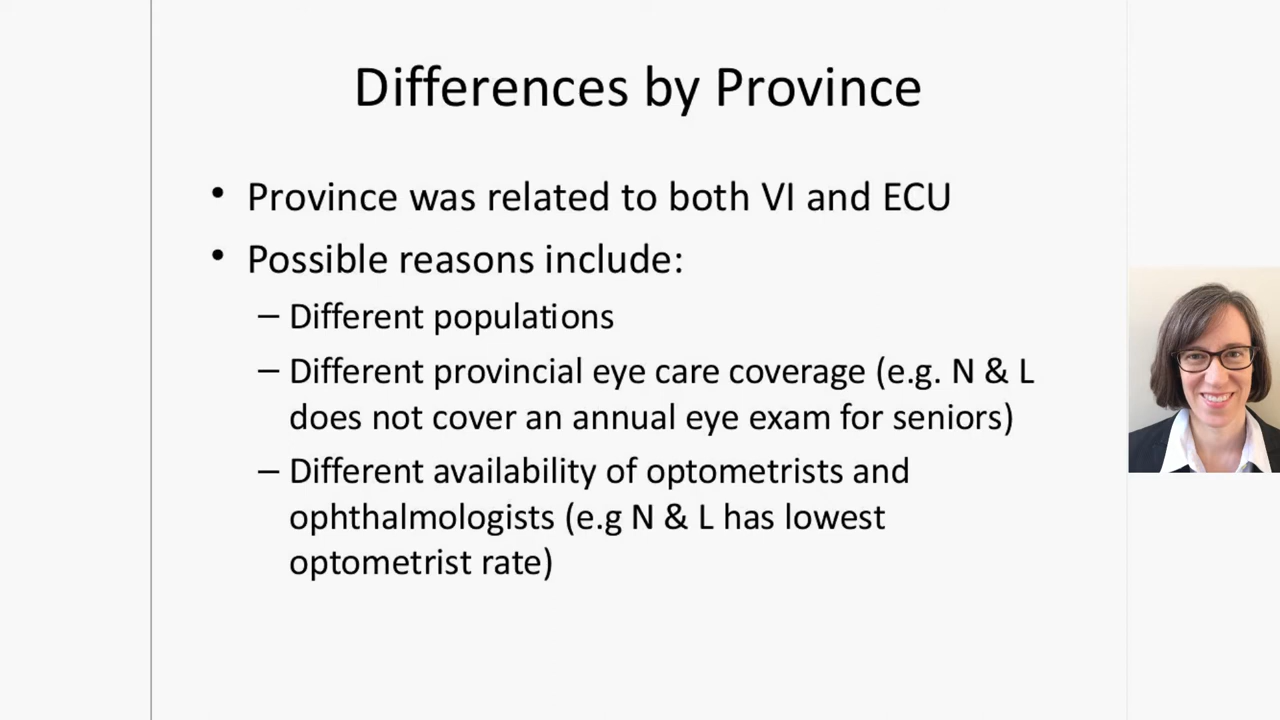 Differences by Province
• Province was related to both VI and ECU
• Possible reasons include:
– Different populations
– Different provincial eye care coverage (e.g. N & L
does not cover an annual eye exam for seniors)
– Different availability of optometrists and
ophthalmologists (e.g N & L has lowest
optometrist rate)